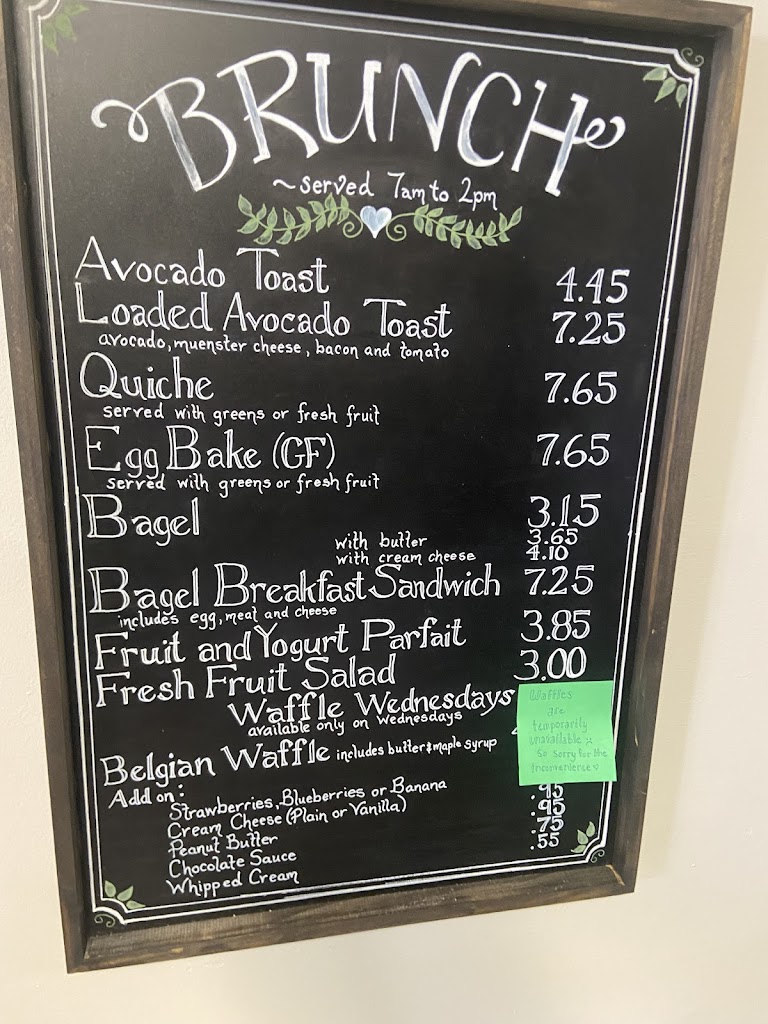 BRUNCH
~served 7am to 2pm
Avocado Toast 4.45
Loaded Avocado Toast 7.25
avocado, muenster cheese, bacon and tomato
Quiche 7.65
served with greens or fresh fruit
Egg Bake (GF) 7.65
served with greens or fresh fruit
Bagel 3.15
with butter 3.65
with cream cheese 4.10
Bagel Breakfast Sandwich 7.25
includes egg, meat and cheese
Fruit and Yogurt Parfait 3.85
Fresh Fruit Salad 3.00
Waffle Wednesdays
available only on Wednesdays
Belgian Waffle includes butter & maple syrup
Waffles
are
temporarily
unavailable
so sorry for the
inconvenience
Add on:
Strawberries, Blueberries or Banana
Cream Cheese (Plain or Vanilla) .95
Peanut Butter .95
Chocolate Sauce .75
Whipped Cream .55